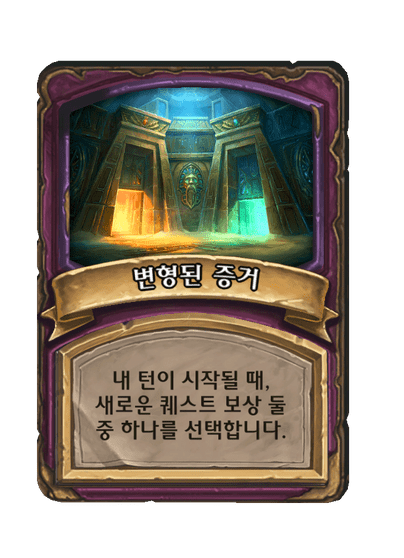 변형된 증거
내 턴이 시작될 때,
새로운 퀘스트 보상 둘
중 하나를 선택합니다.